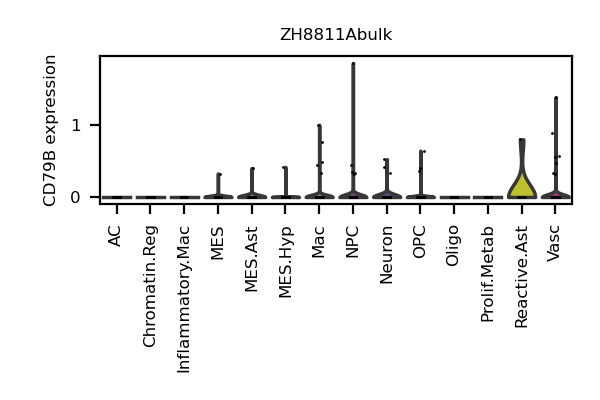 ZH8811Abulk
CD79B expression
1
0
AC
Chromatin.Reg
Inflammatory.Mac
MES
MES.Ast
MES.Hyp
Mac
NPC
Neuron
OPC
Oligo
Prolif.Metab
Reactive.Ast
Vasc